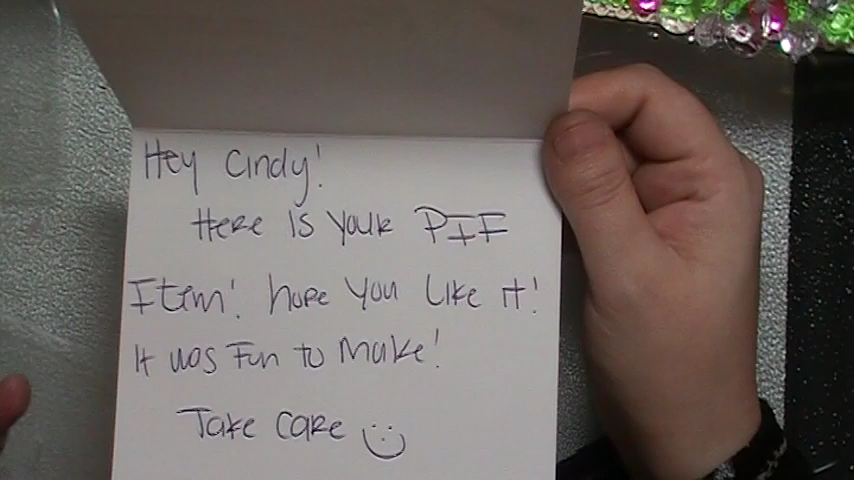 Hey Cindy!
Here Is your PIF
Item! hope you Like it!
It was Fun to Make!
Take care